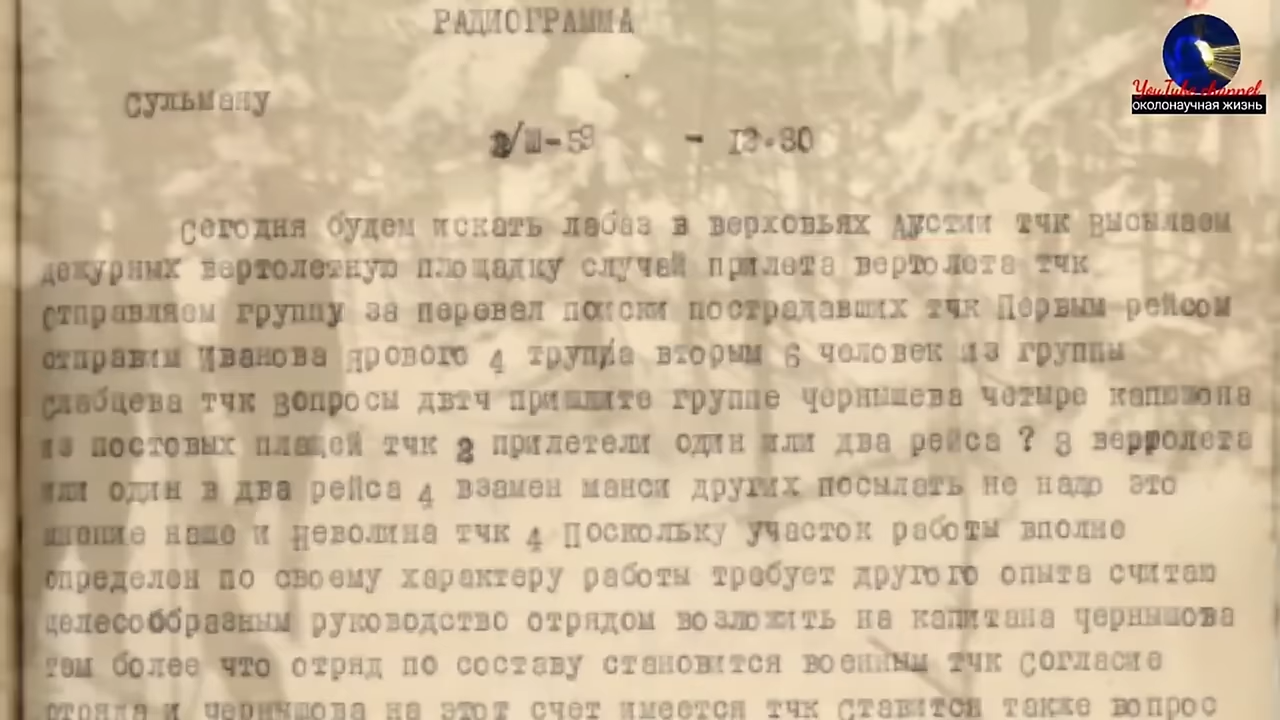 РАДИОГРАММА
YouTube channel
околонаучная жизнь
Сульману
2/Ш-59 - 13.30
Сегодня будем искать лабаз в верховьях Аустии тчк Высылаем
дежурных вертолетную площадку случай прилета вертолета тчк
Отправляем группу за перевал поиски пострадавших тчк Первым рейсом
отправим Иванова Ярового 4 трупа вторым 6 человек из группы
Слабцева тчк Вопросы двтч пришлите группе Чернышева четыре капюшона
из постовых плащей тчк 2 прилетели один или два рейса ? 3 вертолета
или один в два рейса 4 взамен манси других посылать не надо это
мнение наше и Неволина тчк 4 Поскольку участок работы вполне
определен по своему характеру работы требует другого опыта считаю
целесообразным руководство отрядом возложить на капитана Чернышова
тем более что отряд по составу становится военным тчк Согласие
отряда и Чернышова на этот счет имеется тчк Ставится также вопрос